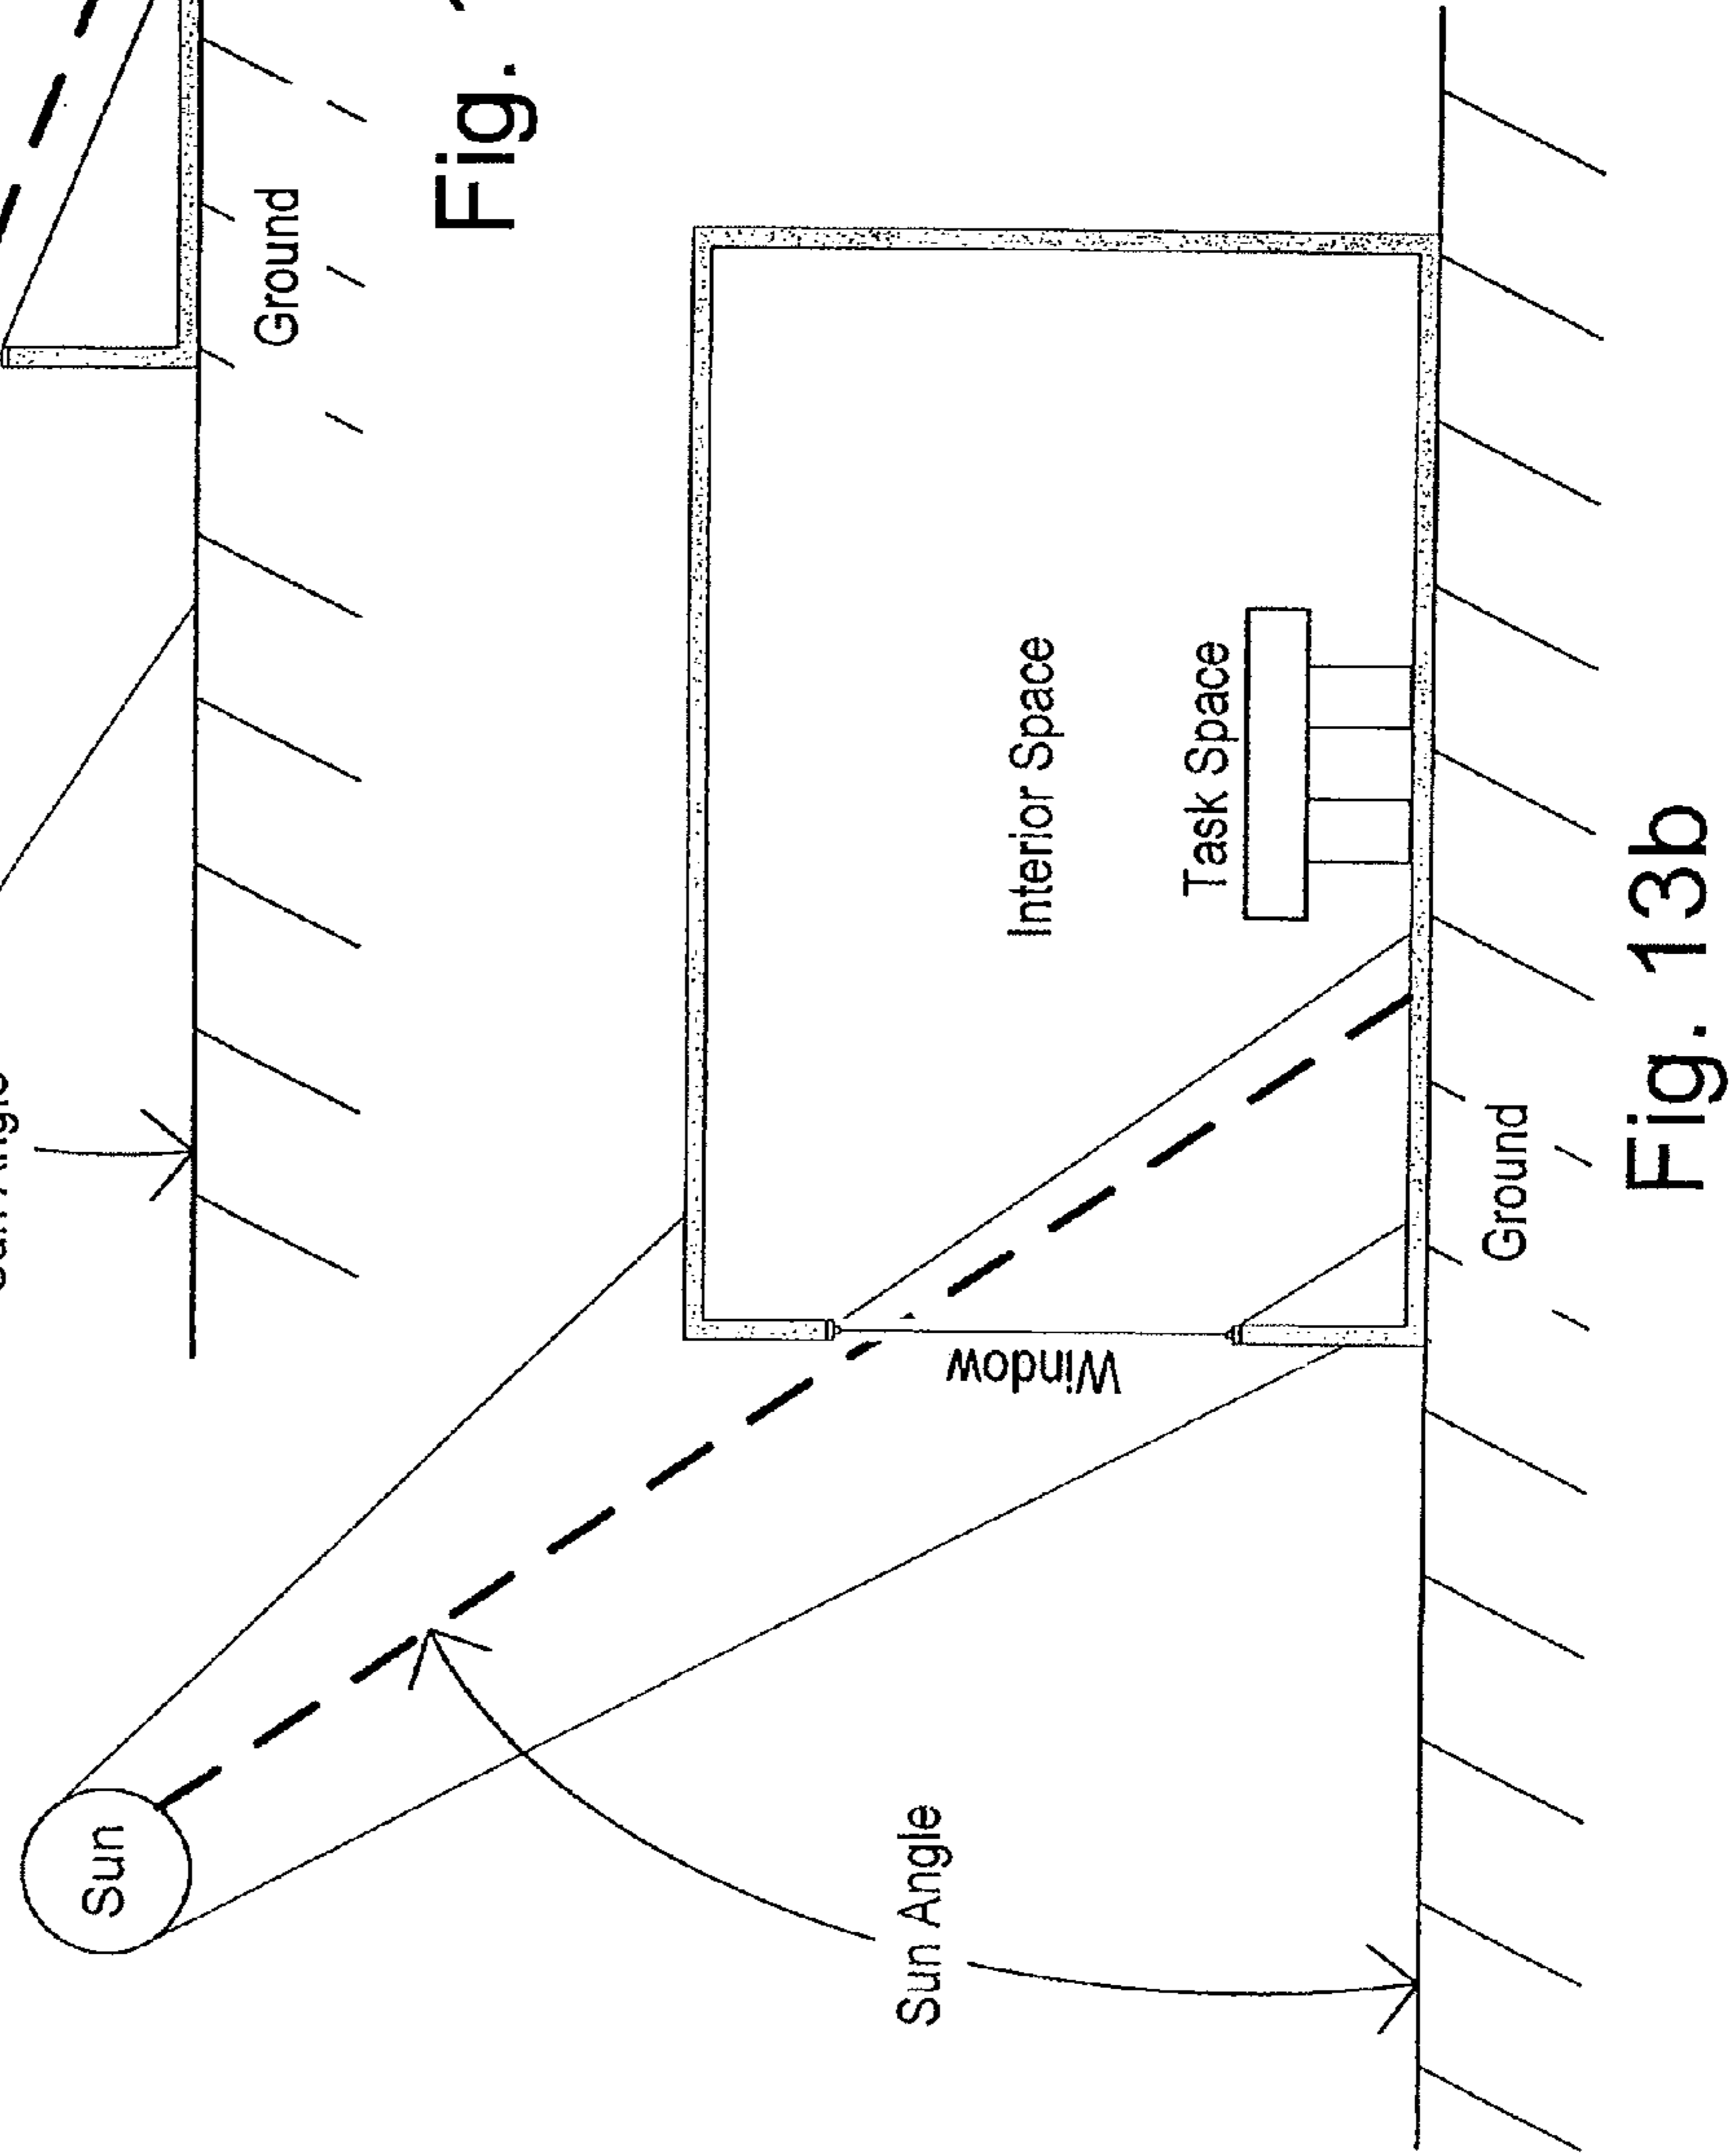 Ground
Fig.
Sun
Sun Angle
Window
Interior Space
Task Space
Ground
Fig. 13b